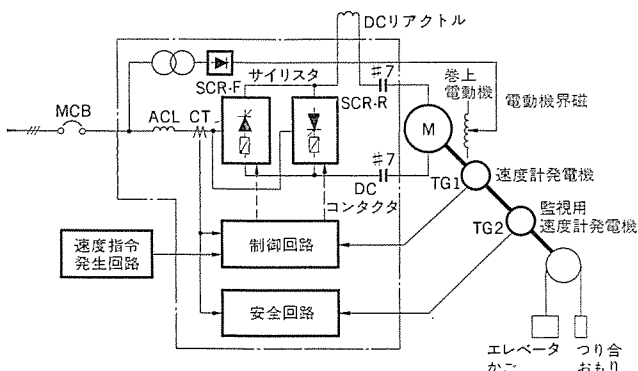 DCリアクトル
サイリスタ
SCR-F
SCR-R
#7
巻上
電動機
電動機界磁
MCB
ACL
CT
M
#7
DC
コンタクタ
TG1
速度計発電機
TG2
監視用
速度計発電機
速度指令
発生回路
制御回路
安全回路
エレベータ
かご
つり合
おもり